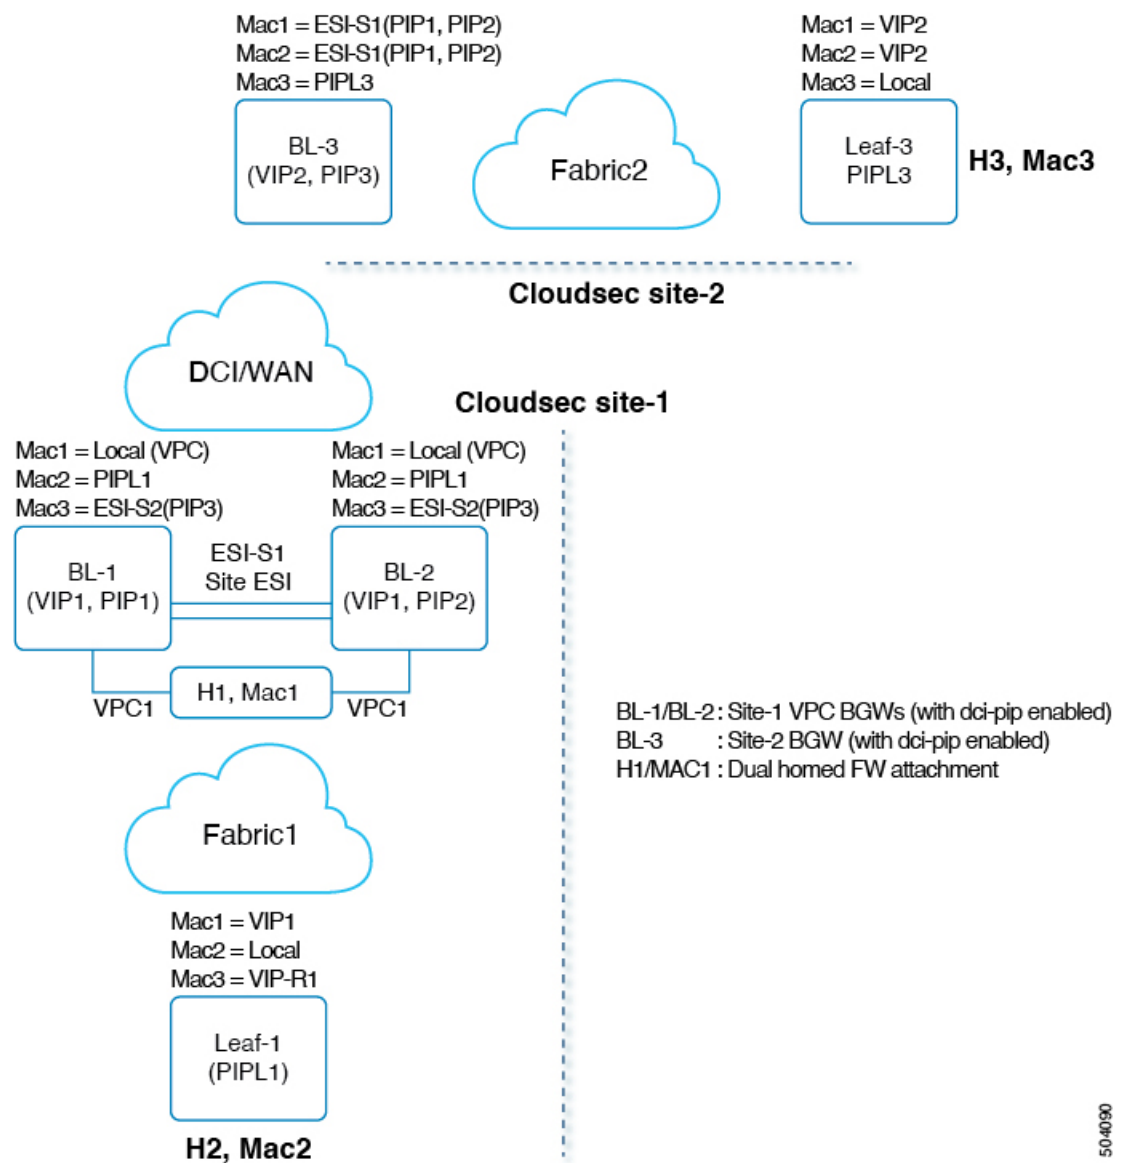 Mac1 = ESI-S1(PIP1, PIP2)
Mac2 = ESI-S1(PIP1, PIP2)
Mac3 = PIPL3
BL-3
(VIP2, PIP3)
Fabric2
Mac1 = VIP2
Mac2 = VIP2
Mac3 = Local
Leaf-3
PIPL3
H3, Mac3
Cloudsec site-2
DCI/WAN
Cloudsec site-1
Mac1 = Local (VPC)
Mac2 = PIPL1
Mac3 = ESI-S2(PIP3)
BL-1
(VIP1, PIP1)
ESI-S1
Site ESI
Mac1 = Local (VPC)
Mac2 = PIPL1
Mac3 = ESI-S2(PIP3)
BL-2
(VIP1, PIP2)
VPC1
H1, Mac1
VPC1
BL-1/BL-2 : Site-1 VPC BGWs (with dci-pip enabled)
BL-3 : Site-2 BGW (with dci-pip enabled)
H1/MAC1 : Dual homed FW attachment
Fabric1
Mac1 = VIP1
Mac2 = Local
Mac3 = VIP-R1
Leaf-1
(PIPL1)
H2, Mac2
504090